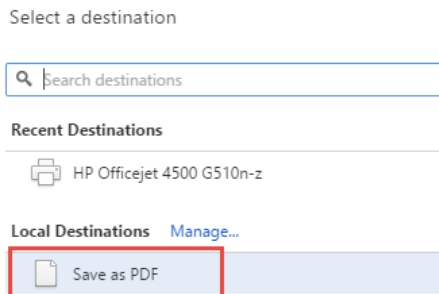 Select a destination
Search destinations
Recent Destinations
HP Officejet 4500 G510n-z
Local Destinations Manage...
Save as PDF